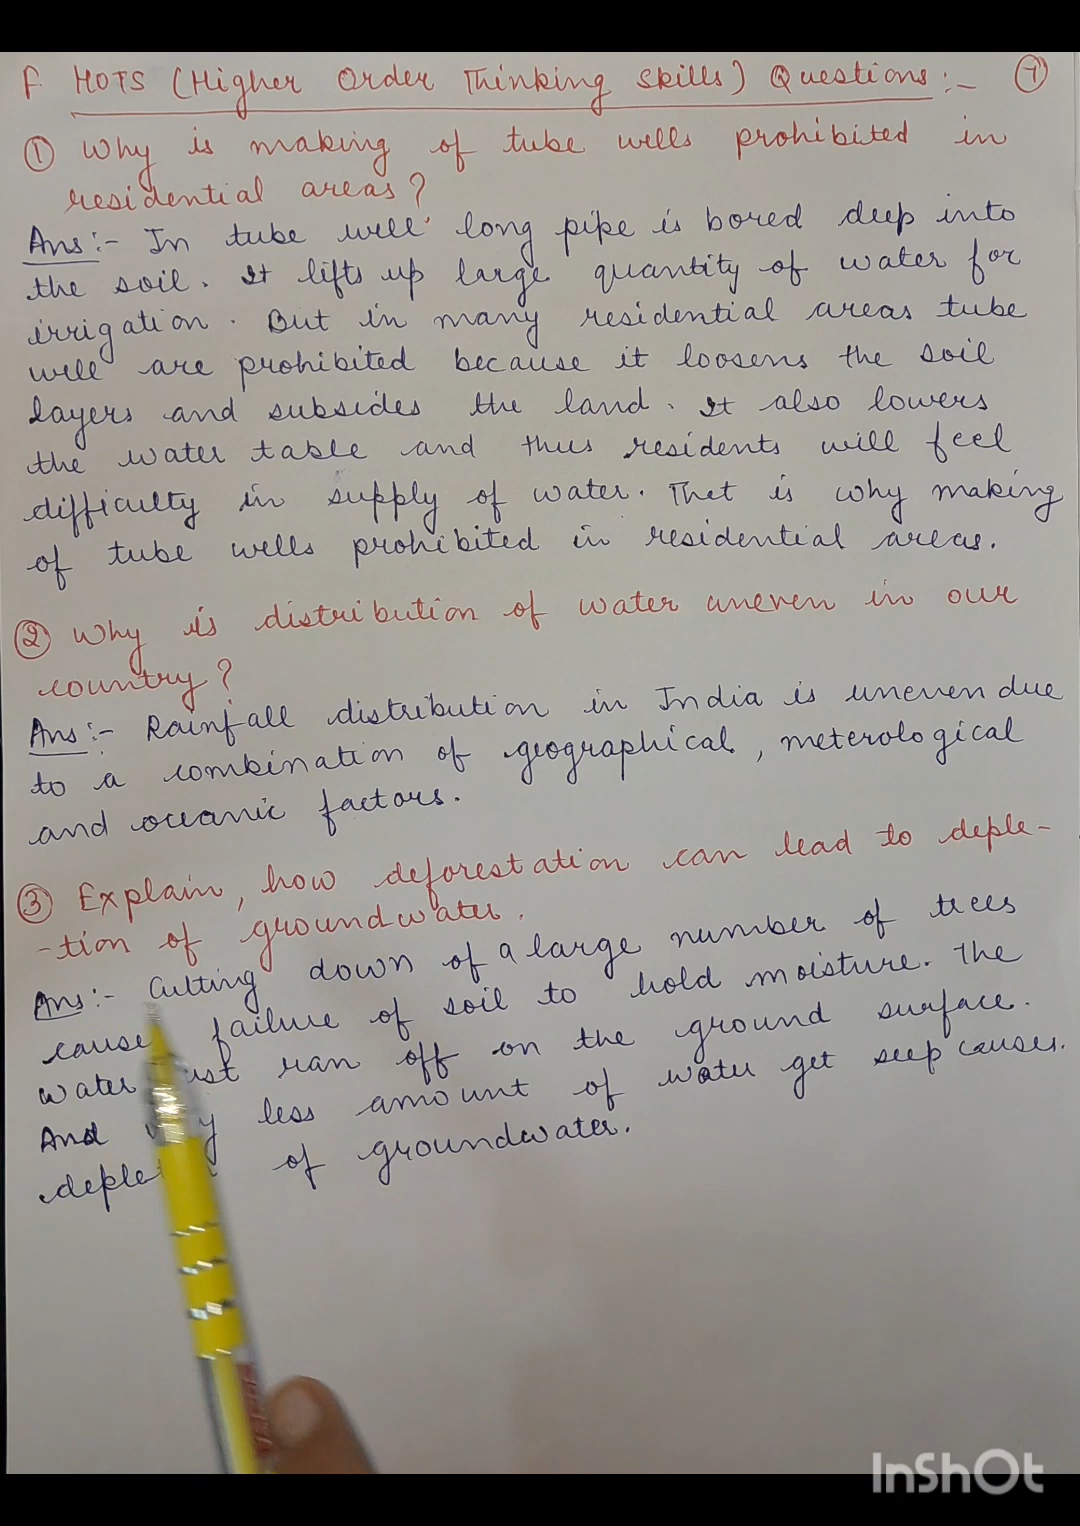 F HOTS (Higher Order Thinking Skills) Questions:- 7
① Why is making of tube wells prohibited in
residential areas?
Ans:- In tube well long pipe is bored deep into
the soil. It lifts up large quantity of water for
irrigation. But in many residential areas tube
well are prohibited because it loosens the soil
layers and subsides the land. It also lowers
the water table and thus residents will feel
difficulty in supply of water. That is why making
of tube wells prohibited in residential areas.
② Why is distribution of water uneven in our
country?
Ans:- Rainfall distribution in India is uneven due
to a combination of geographical, meterological
and oceanic factors.
③ Explain, how deforestation can lead to deple-
-tion of groundwater.
Ans:- Cutting down of a large number of trees
cause failure of soil to hold moisture. The
water ran off on the ground surface.
And less amount of water get seep causes.
of groundwater.
InShOt